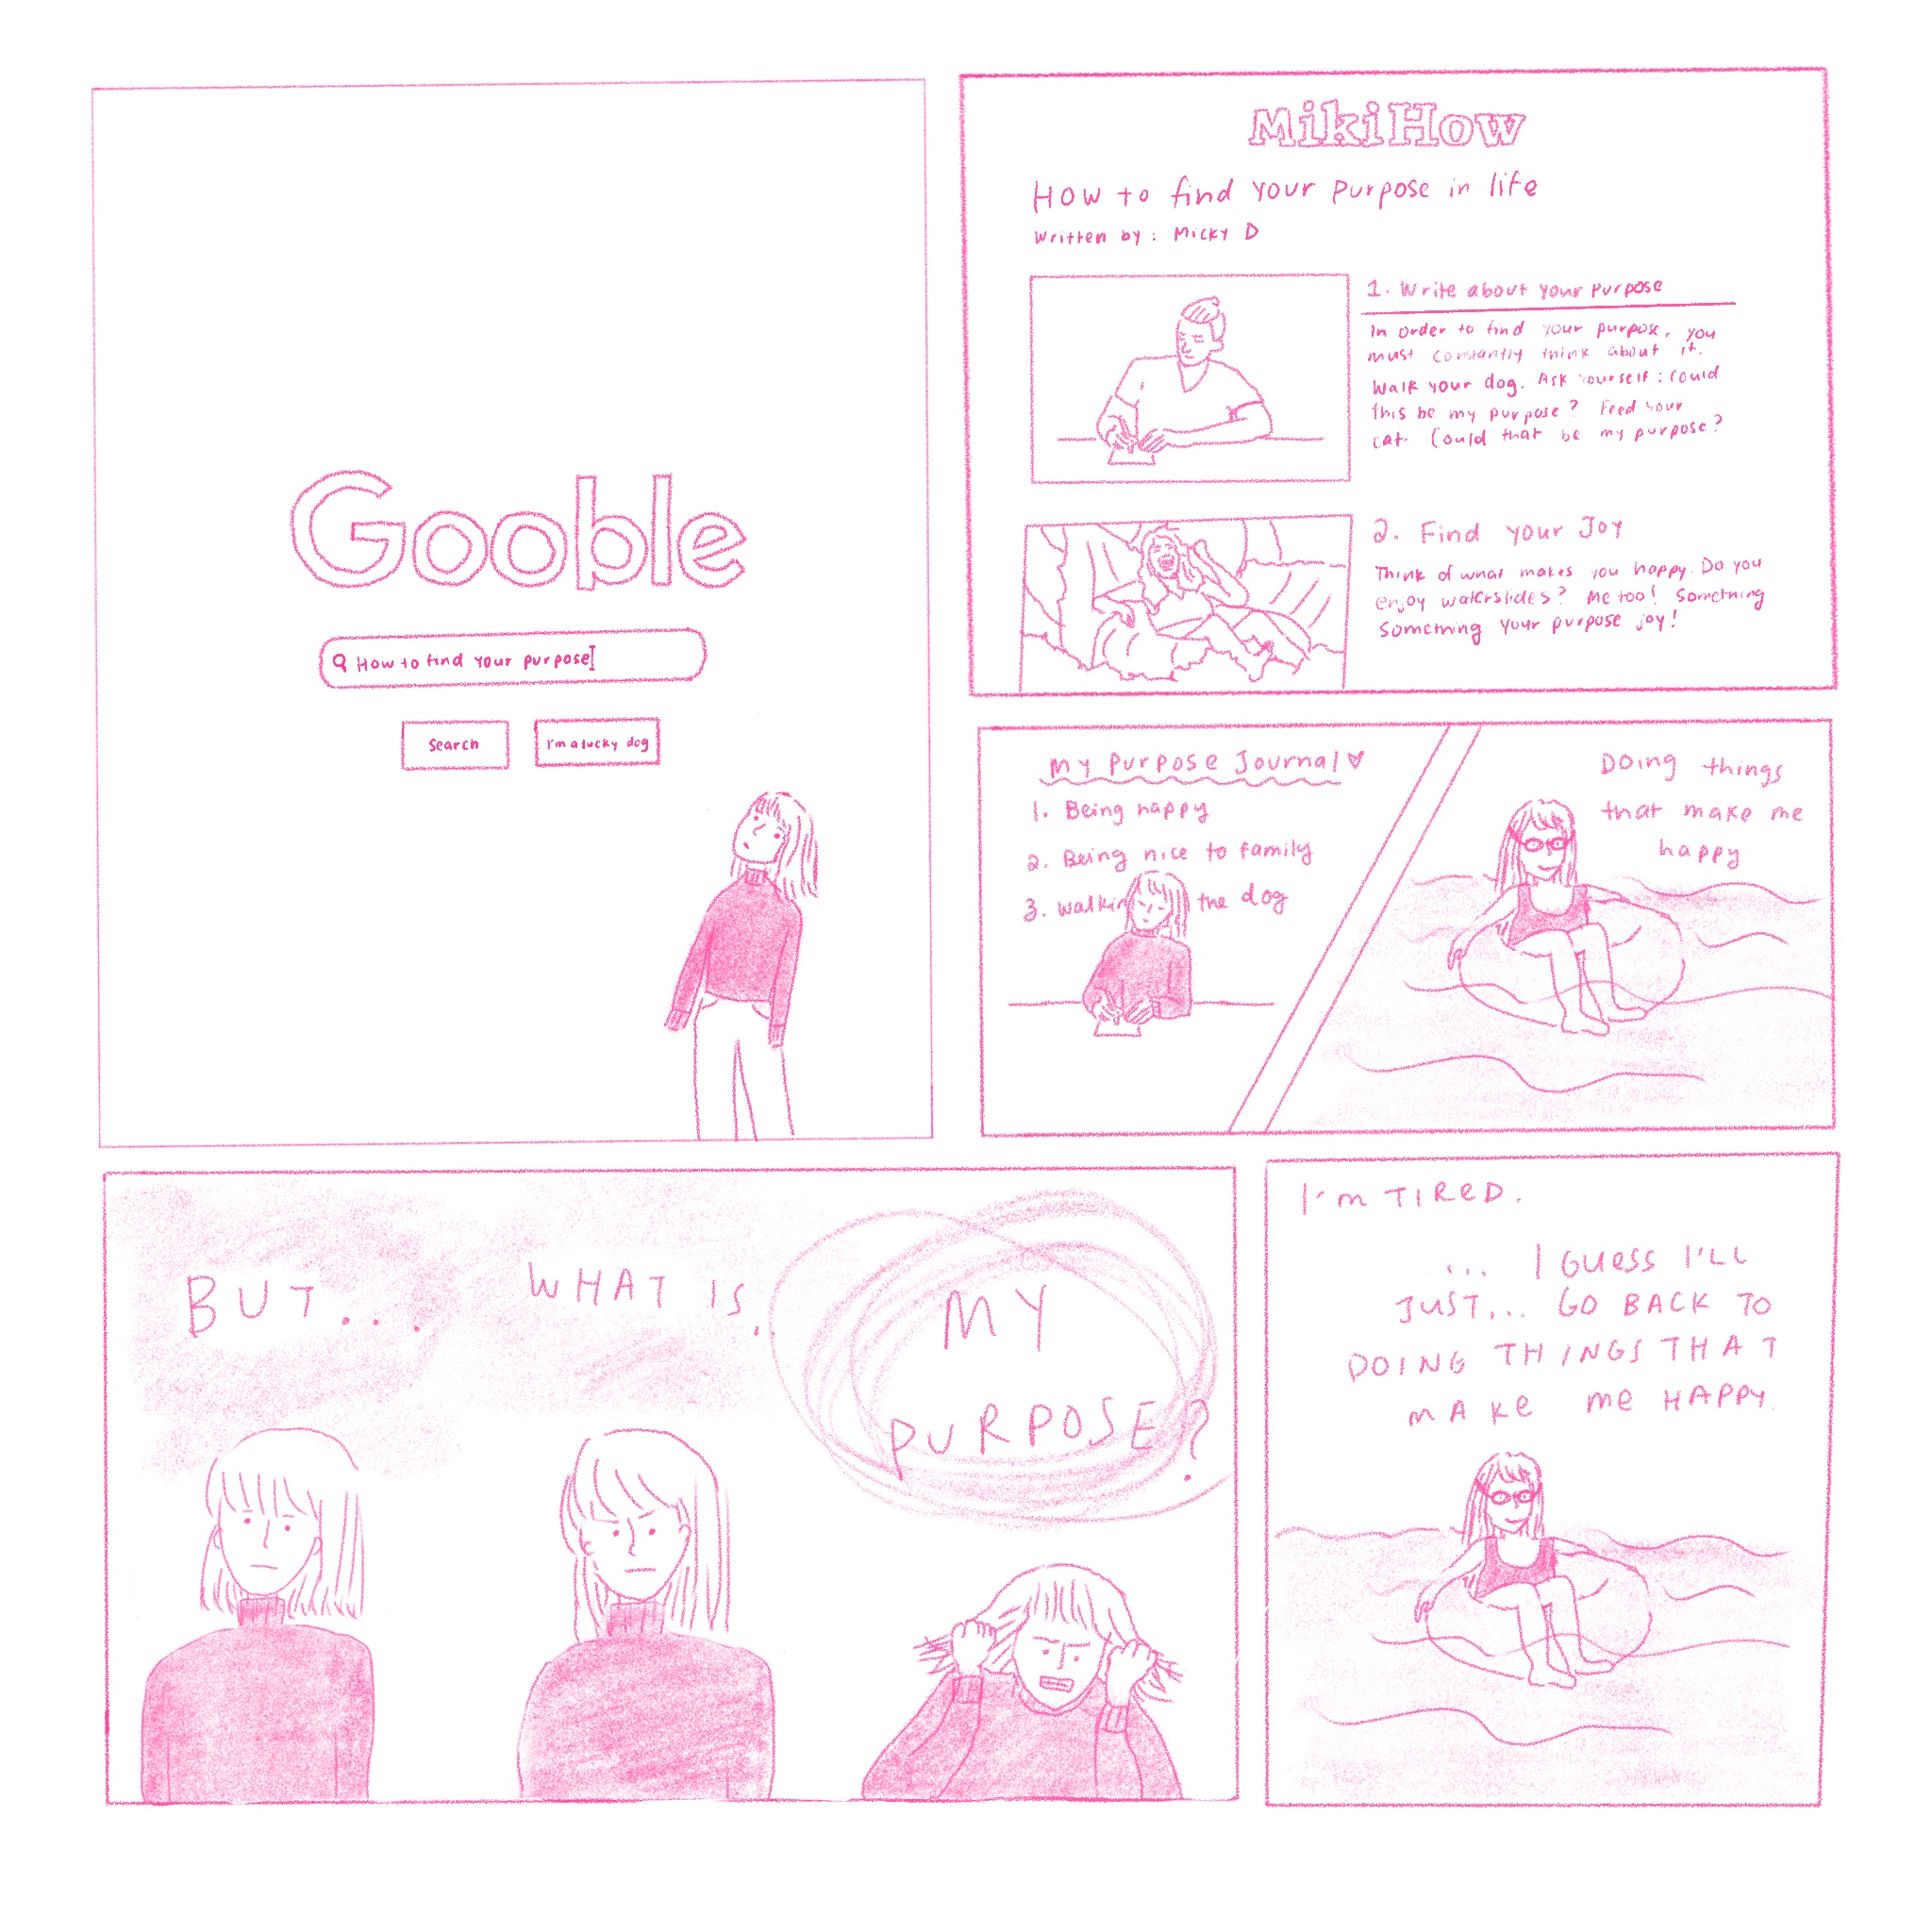 Gooble
How to find your purpose
Search
I'm a lucky dog
MikiHow
How to find your purpose in life
Written by: Micky D
1. Write about your purpose
In order to find your purpose, you
must constantly think about it.
Walk your dog. Ask yourself: could
this be my purpose? Feed your
cat. Could that be my purpose?
2. Find your Joy
Think of what makes you happy. Do you
enjoy waterslides? Me too! Something
Something your purpose joy!
My Purpose Journal ♥
1. Being happy
2. Being nice to family
3. walkin the dog
Doing things
that make me
happy
BUT...
WHAT IS..
MY
PURPOSE?
I'm TIRED.
... I GUESS I'LL
JUST... GO BACK TO
DOING THINGS THAT
MAKE ME HAPPY.